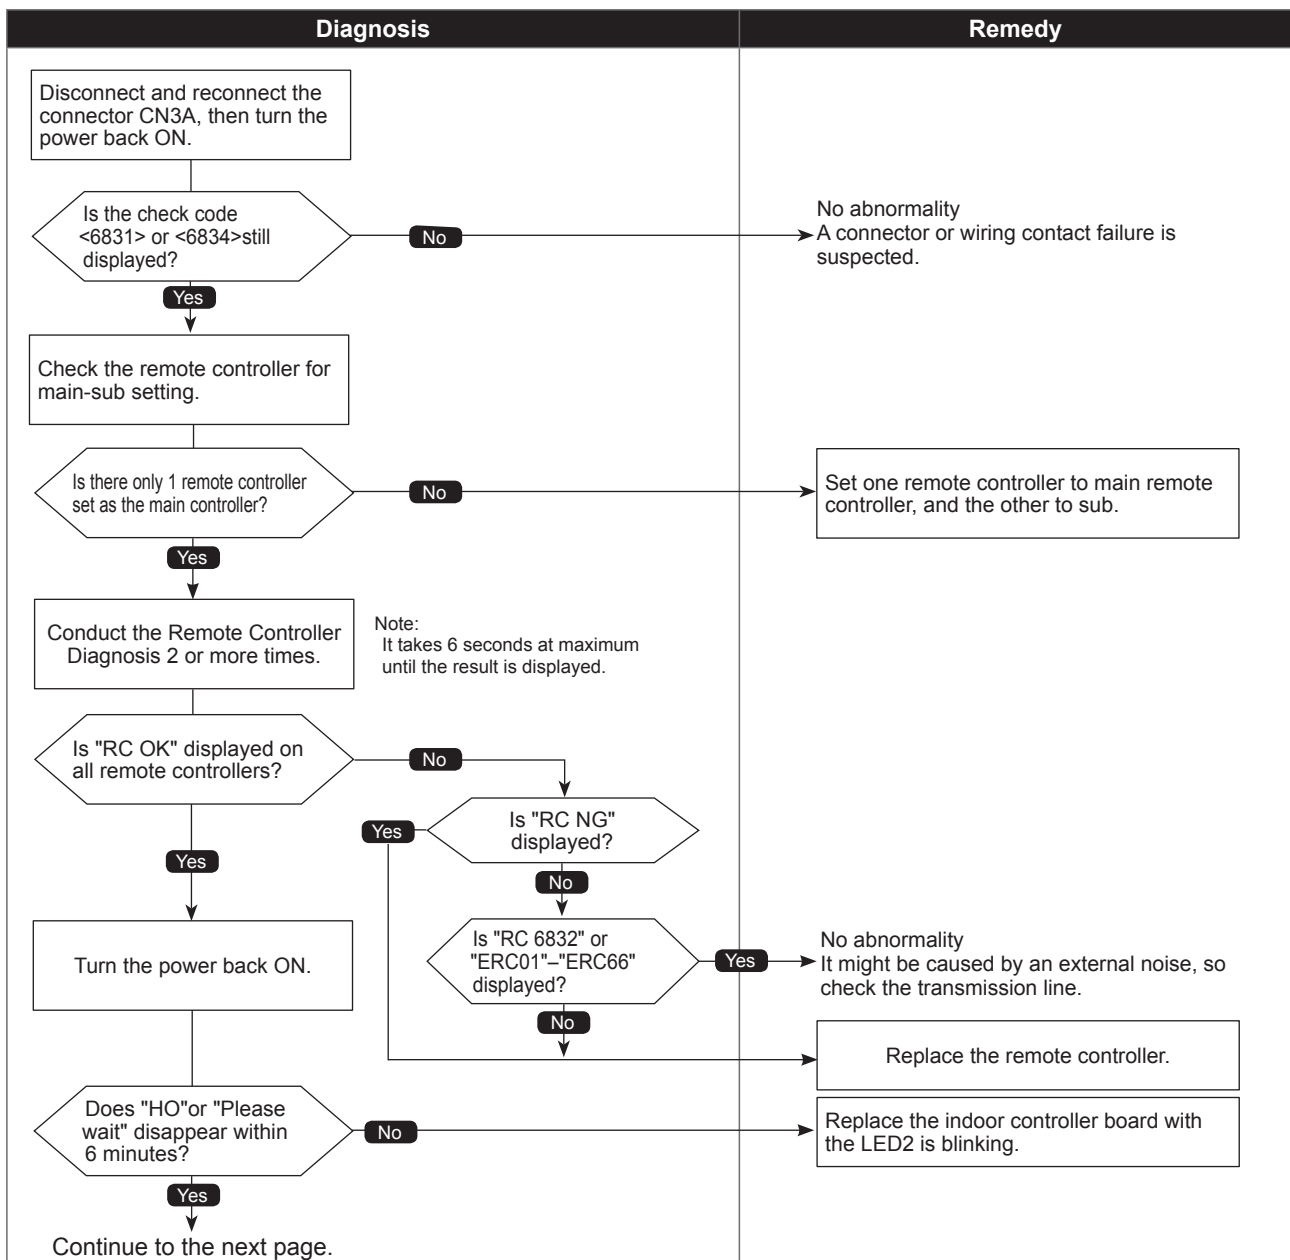 Diagnosis
Remedy
Disconnect and reconnect the
connector CN3A, then turn the
power back ON.
Is the check code
<6831> or <6834>still
displayed?
No
No abnormality
A connector or wiring contact failure is
suspected.
Yes
Check the remote controller for
main-sub setting.
Is there only 1 remote controller
set as the main controller?
No
Set one remote controller to main remote
controller, and the other to sub.
Yes
Conduct the Remote Controller
Diagnosis 2 or more times.
Note:
It takes 6 seconds at maximum
until the result is displayed.
Is "RC OK" displayed on
all remote controllers?
No
Is "RC NG"
displayed?
Yes
Yes
No
Is "RC 6832" or
"ERC01"–"ERC66"
displayed?
Yes
No abnormality
It might be caused by an external noise, so
check the transmission line.
Turn the power back ON.
No
Replace the remote controller.
Does "HO"or "Please
wait" disappear within
6 minutes?
No
Replace the indoor controller board with
the LED2 is blinking.
Yes
Continue to the next page.